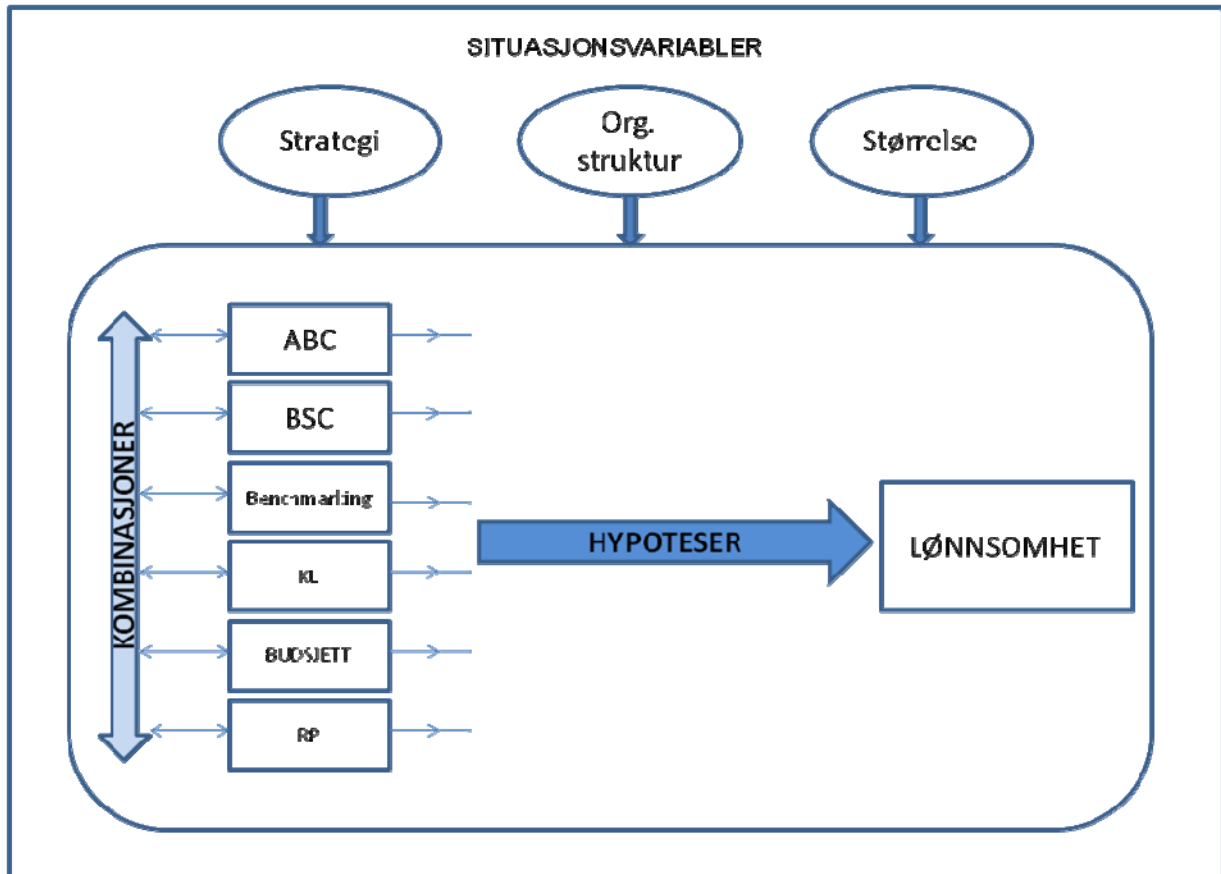 SITUASJONSVARIABLER
Strategi
Org.
struktur
Størrelse
KOMBINASJONER
ABC
BSC
Benchmarking
KL
BUDSJETT
RP
HYPOTESER
LØNNSOMHET